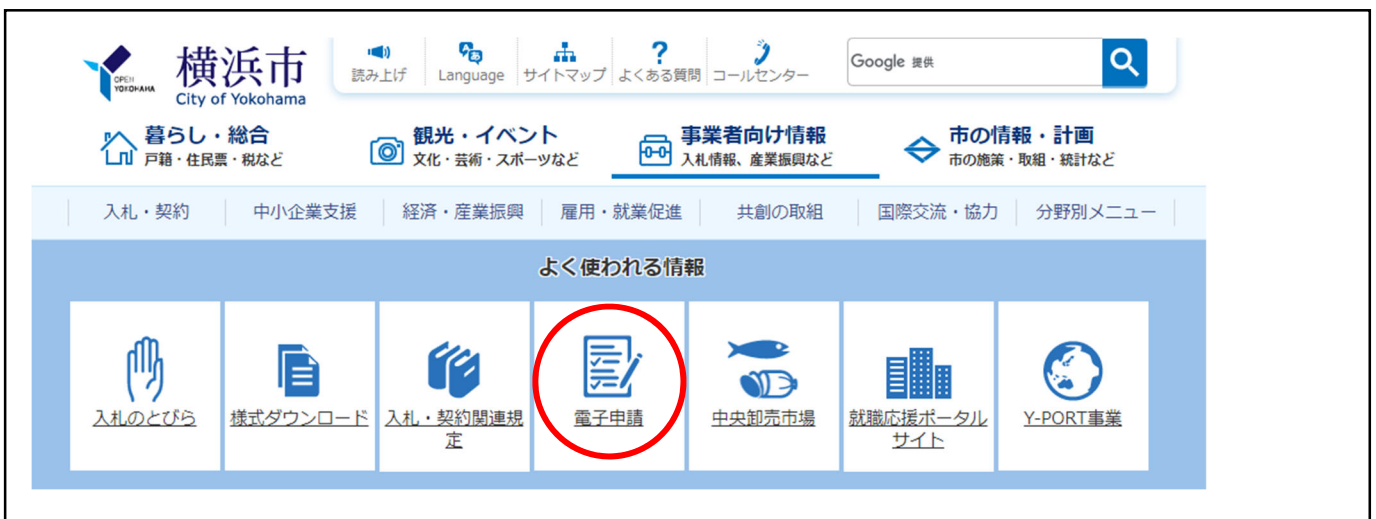 OPEN
YOKOHAMA
横浜市
City of Yokohama
読み上げ
Language
サイトマップ
よくある質問
コールセンター
Google 提供
暮らし・総合
戸籍・住民票・税など
観光・イベント
文化・芸術・スポーツなど
事業者向け情報
入札情報、産業振興など
市の情報・計画
市の施策・取組・統計など
入札・契約
中小企業支援
経済・産業振興
雇用・就業促進
共創の取組
国際交流・協力
分野別メニュー
よく使われる情報
入札のとびら
様式ダウンロード
入札・契約関連規
定
電子申請
中央卸売市場
就職応援ポータル
サイト
Y-PORT事業